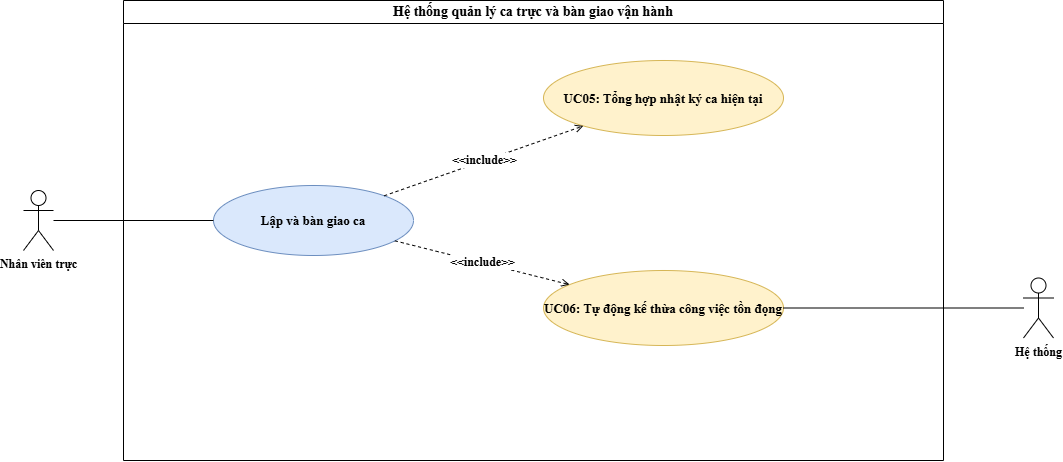 Hệ thống quản lý ca trực và bàn giao vận hành
UC05: Tổng hợp nhật ký ca hiện tại
<<include>>
Lập và bàn giao ca
Nhân viên trực
<<include>>
UC06: Tự động kế thừa công việc tồn đọng
Hệ thống